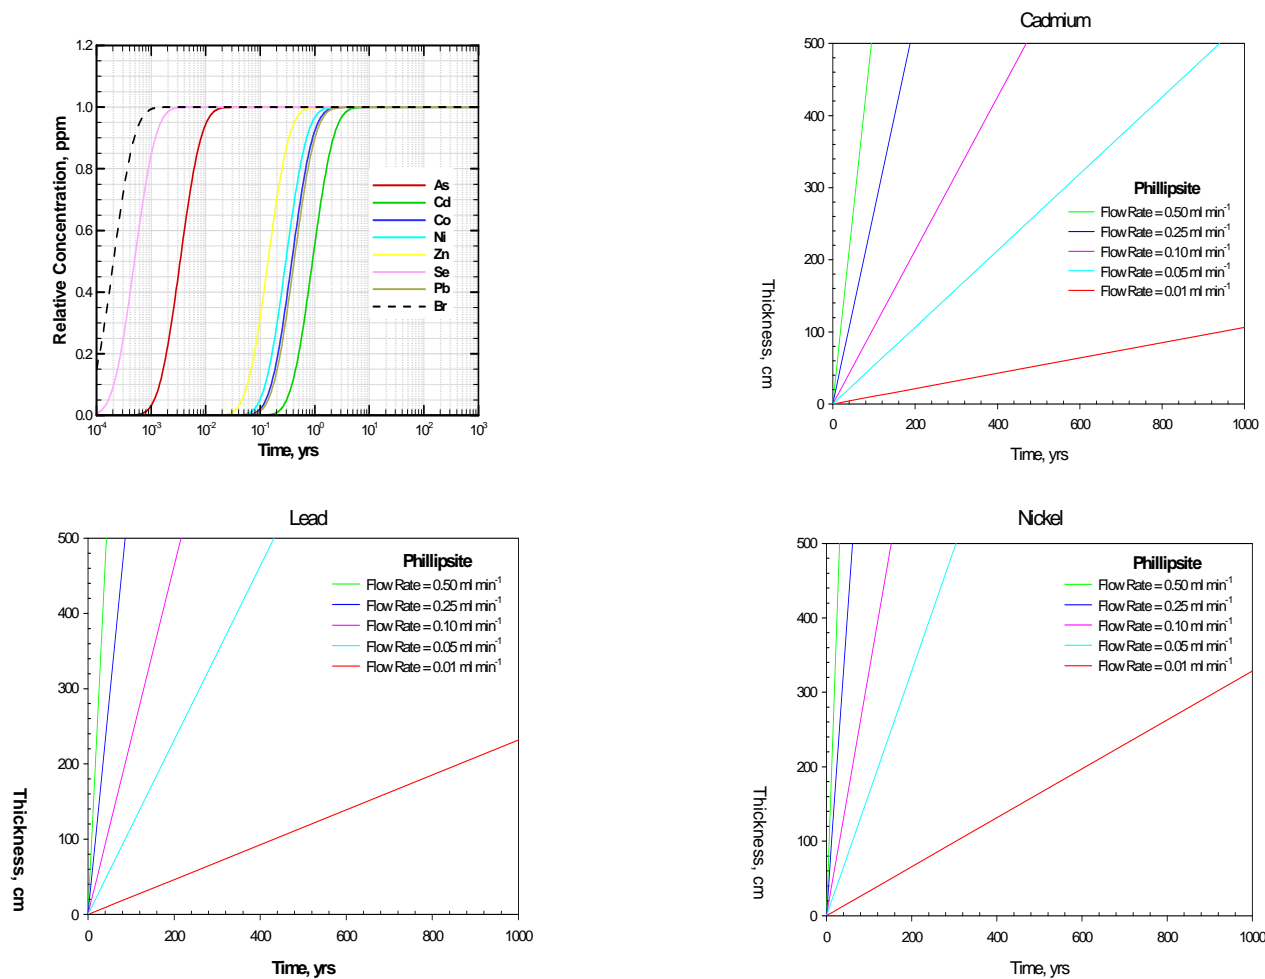 1.2
1.0
0.8
0.6
0.4
0.2
0.0
Relative Concentration, ppm
As
Cd
Co
Ni
Zn
Se
Pb
Br
10⁻⁴ 10⁻³ 10⁻² 10⁻¹ 10⁰ 10¹ 10² 10³
Time, yrs
Cadmium
500
400
300
200
100
0
Thickness, cm
Phillipsite
Flow Rate = 0.50 ml min⁻¹
Flow Rate = 0.25 ml min⁻¹
Flow Rate = 0.10 ml min⁻¹
Flow Rate = 0.05 ml min⁻¹
Flow Rate = 0.01 ml min⁻¹
0 200 400 600 800 1000
Time, yrs
Lead
500
400
300
200
100
0
Thickness, cm
Phillipsite
Flow Rate = 0.50 ml min⁻¹
Flow Rate = 0.25 ml min⁻¹
Flow Rate = 0.10 ml min⁻¹
Flow Rate = 0.05 ml min⁻¹
Flow Rate = 0.01 ml min⁻¹
0 200 400 600 800 1000
Time, yrs
Nickel
500
400
300
200
100
0
Thickness, cm
Phillipsite
Flow Rate = 0.50 ml min⁻¹
Flow Rate = 0.25 ml min⁻¹
Flow Rate = 0.10 ml min⁻¹
Flow Rate = 0.05 ml min⁻¹
Flow Rate = 0.01 ml min⁻¹
0 200 400 600 800 1000
Time, yrs